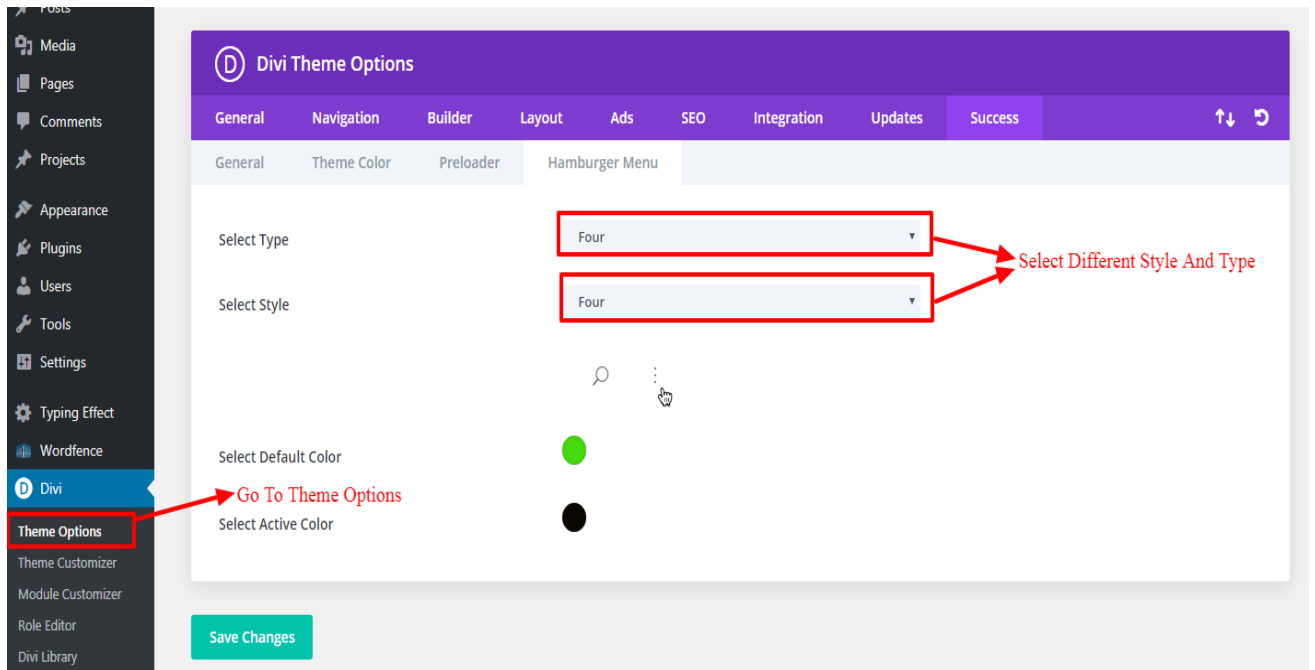 Posts
Media
Pages
Comments
Projects
Appearance
Plugins
Users
Tools
Settings
Typing Effect
Wordfence
D Divi
Theme Options
Theme Customizer
Module Customizer
Role Editor
Divi Library
D Divi Theme Options
General Navigation Builder Layout Ads SEO Integration Updates Success
General Theme Color Preloader Hamburger Menu
Select Type Four
Select Style Four
Select Different Style And Type
Select Default Color
Go To Theme Options
Select Active Color
Save Changes